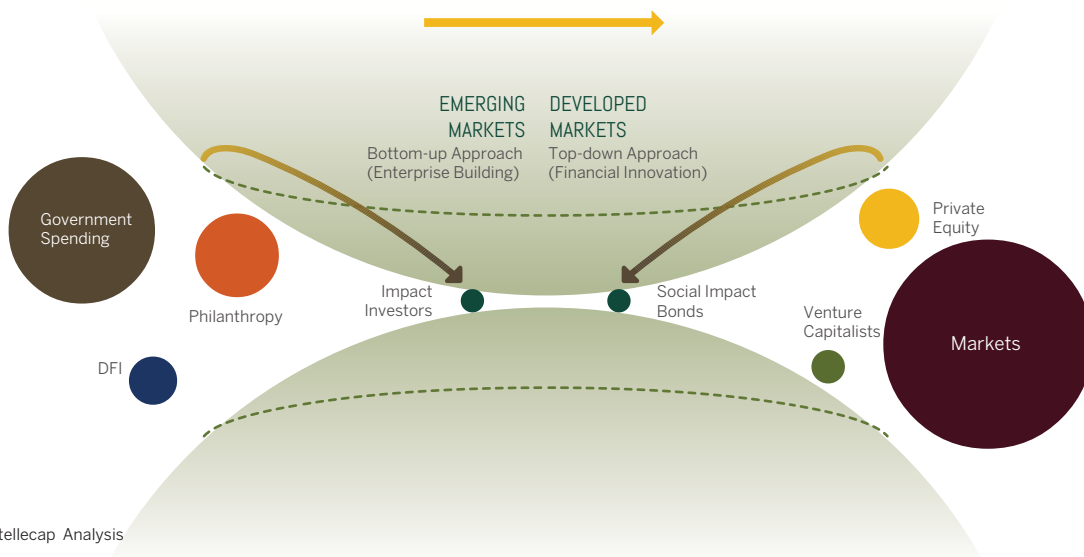 EMERGING
MARKETS
Bottom-up Approach
(Enterprise Building)
DEVELOPED
MARKETS
Top-down Approach
(Financial Innovation)
Government
Spending
Philanthropy
DFI
Impact
Investors
Social Impact
Bonds
Private
Equity
Venture
Capitalists
Markets
tellecap Analysis